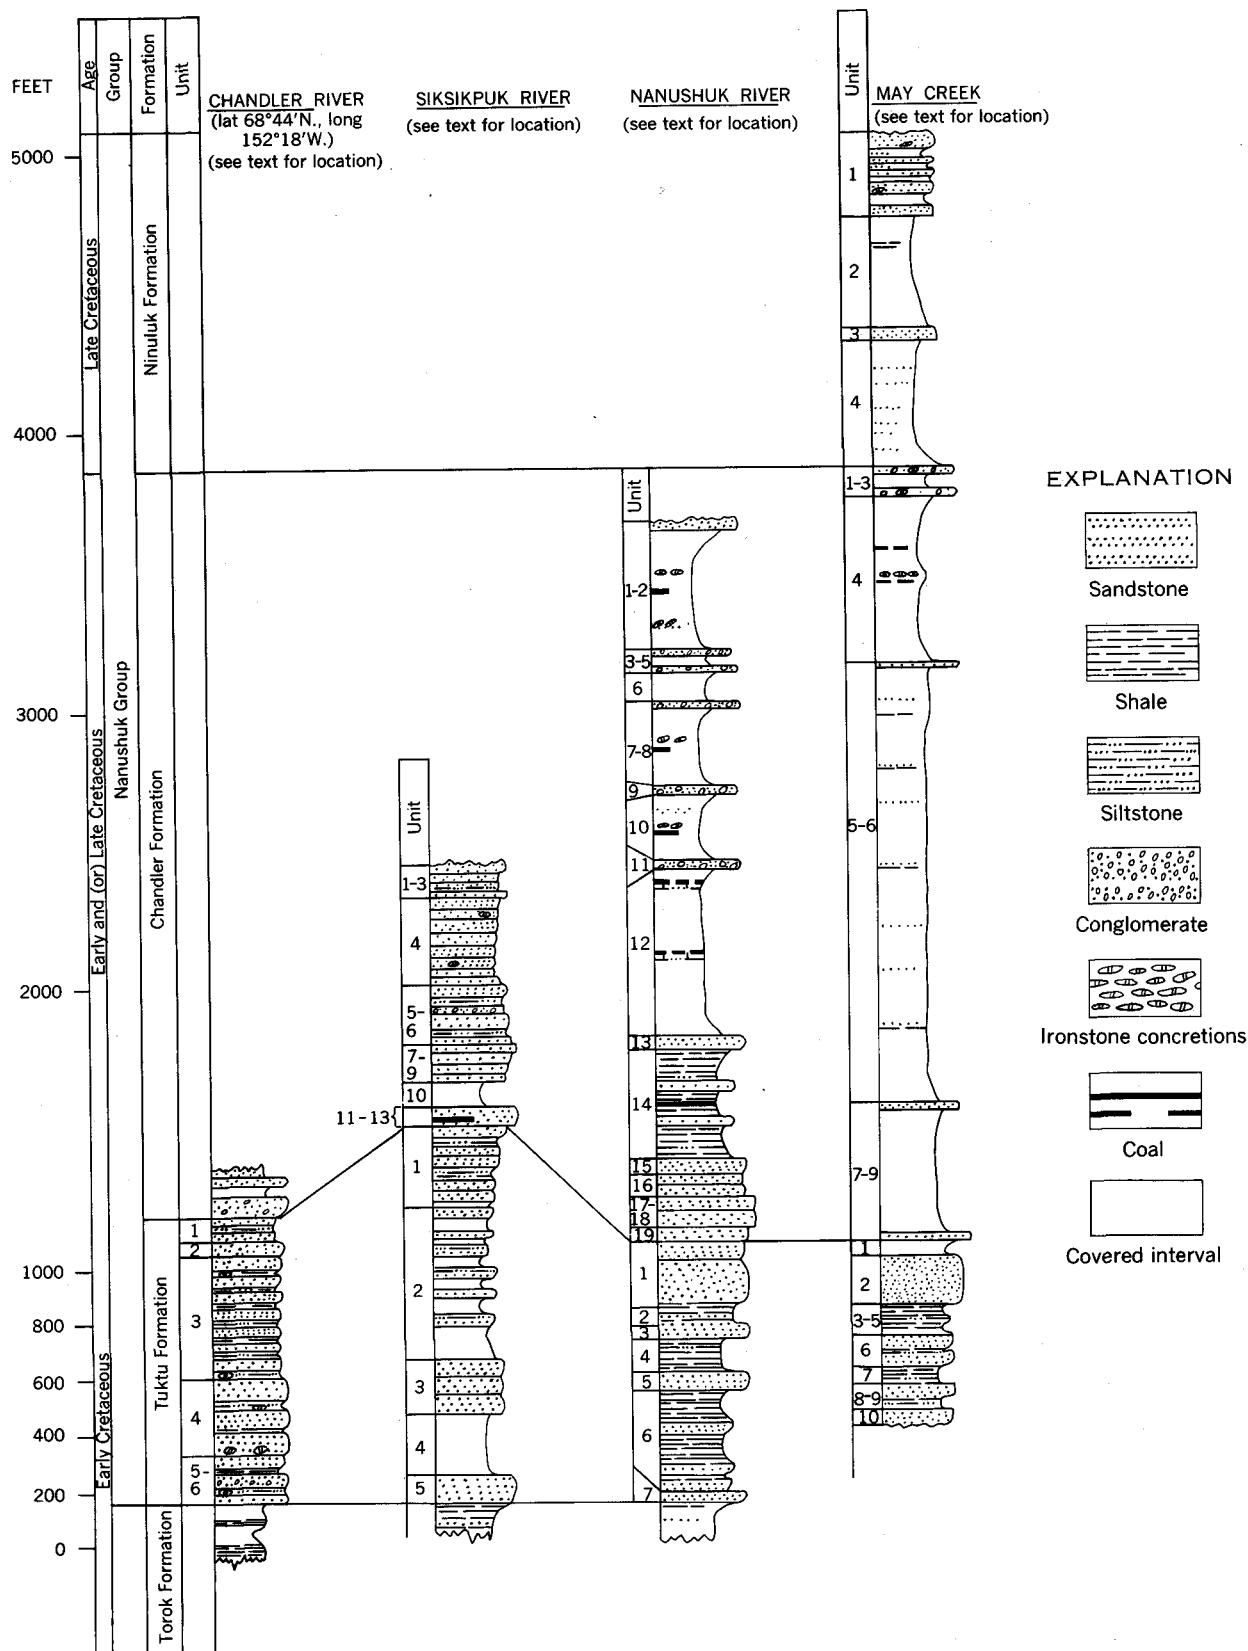 FEET
Age
Group
Formation
Unit
CHANDLER RIVER
(lat 68°44'N., long
152°18'W.)
(see text for location)
SIKSIKPUK RIVER
(see text for location)
NANUSHUK RIVER
(see text for location)
Unit
MAY CREEK
(see text for location)
5000
4000
3000
2000
1000
800
600
400
200
0
Late Cretaceous
Early and (or) Late Cretaceous
Early Cretaceous
Nanushuk Group
Ninuluk Formation
Chandler Formation
Tuktu Formation
Torok Formation
1
2
3
4
5-
6
Unit
1-3
4
5-
6
7-
9
10
11-13
1
2
3
4
5
Unit
1-2
3-5
6
7-8
9
10
11
12
13
14
15
16
17-
18
19
1
2
3
4
5
6
7
1
2
3
4
1-3
4
5-6
7-9
1
2
3-5
6
7
8-9
10
EXPLANATION
Sandstone
Shale
Siltstone
Conglomerate
Ironstone concretions
Coal
Covered interval